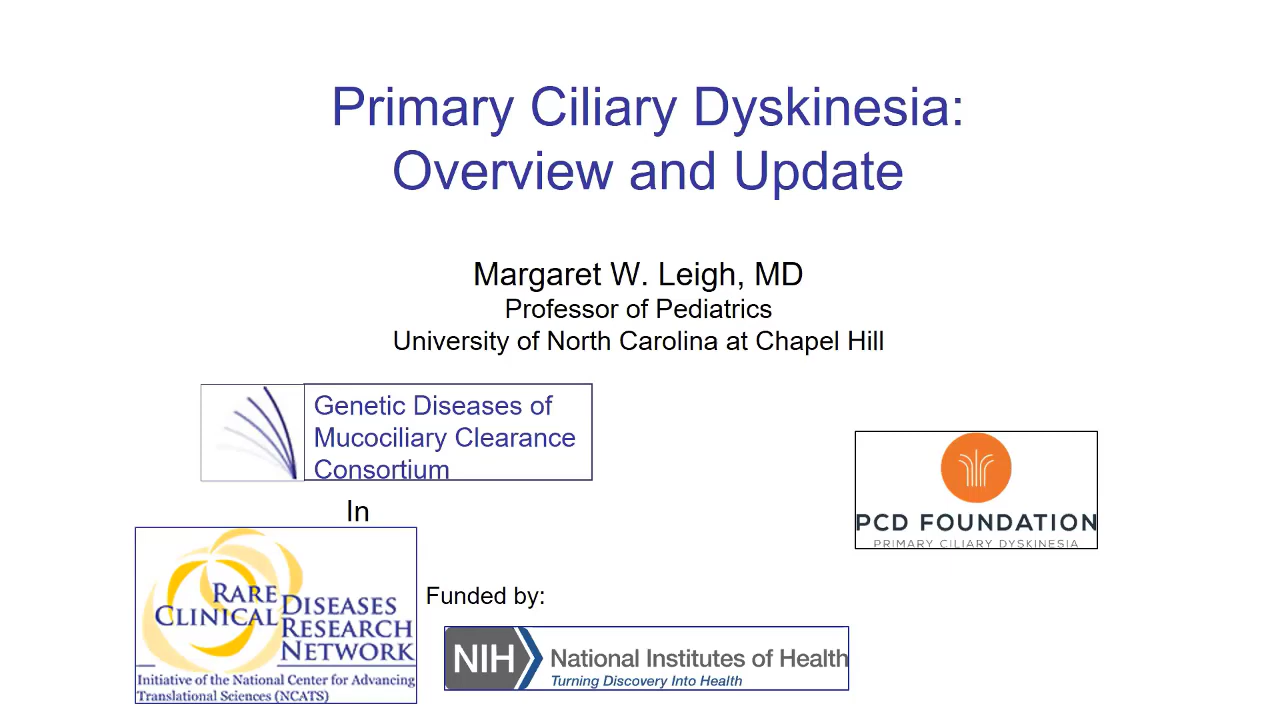 Primary Ciliary Dyskinesia:
Overview and Update
Margaret W. Leigh, MD
Professor of Pediatrics
University of North Carolina at Chapel Hill
Genetic Diseases of
Mucociliary Clearance
Consortium
In
PCD FOUNDATION
PRIMARY CILIARY DYSKINESIA
RARE
CLINICAL DISEASES
RESEARCH
NETWORK
Initiative of the National Center for Advancing
Translational Sciences (NCATS)
Funded by:
NIH National Institutes of Health
Turning Discovery Into Health